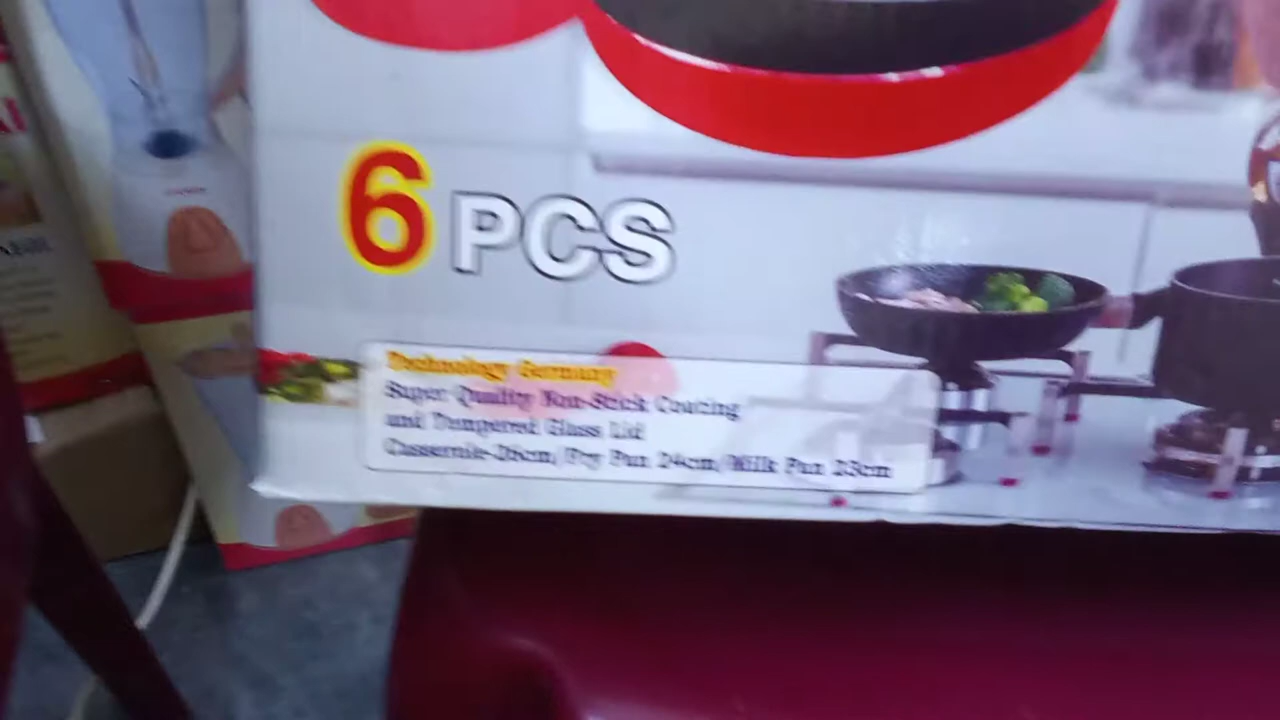 6 PCS
Technology Germany
Super Quality Non-Stick Coating
and Tempered Glass Lid
Casserole-26cm/Fry Pan 24cm/Milk Pan 18cm